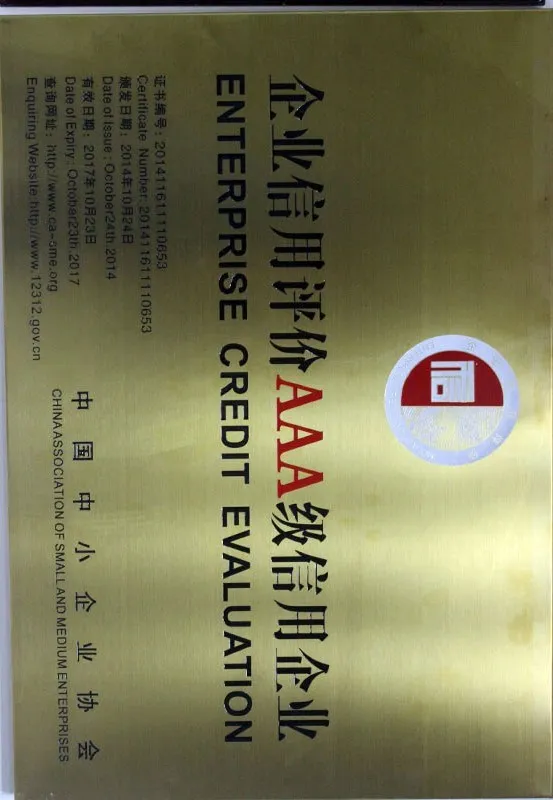 企业信用评价AAA级信用企业
ENTERPRISE CREDIT EVALUATION
证书编号：2014116111110653
Certificate Number:2014116111110653
颁发日期：2014年10月24日
Date of Issue:October24th.2014
有效日期：2017年10月23日
Date of Expiry:October23th.2017
查询网址：http://www.ca-sme.org
Enquiring Website:http://www.12312.gov.cn
中国中小企业协会
CHINA ASSOCIATION OF SMALL AND MEDIUM ENTERPRISES